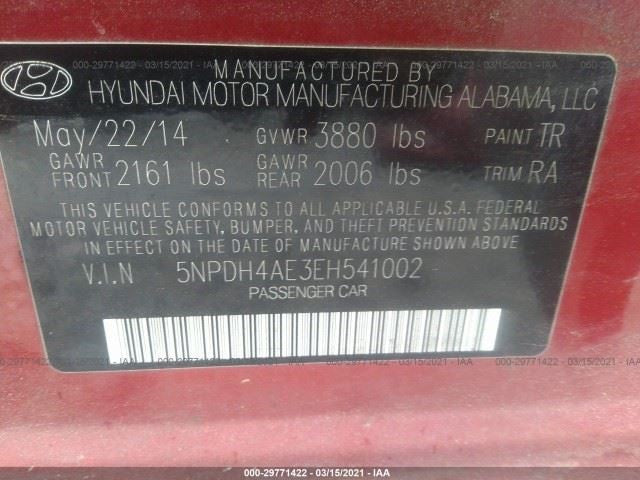 MANUFACTURED BY
HYUNDAI MOTOR MANUFACTURING ALABAMA, LLC
May/22/14 GVWR 3880 lbs PAINT TR
GAWR FRONT 2161 lbs GAWR REAR 2006 lbs TRIM RA
THIS VEHICLE CONFORMS TO ALL APPLICABLE U.S.A. FEDERAL
MOTOR VEHICLE SAFETY, BUMPER, AND THEFT PREVENTION STANDARDS
IN EFFECT ON THE DATE OF MANUFACTURE SHOWN ABOVE
V.I.N 5NPDH4AE3EH541002
PASSENGER CAR
000-29771422 - 03/15/2021 - IAA